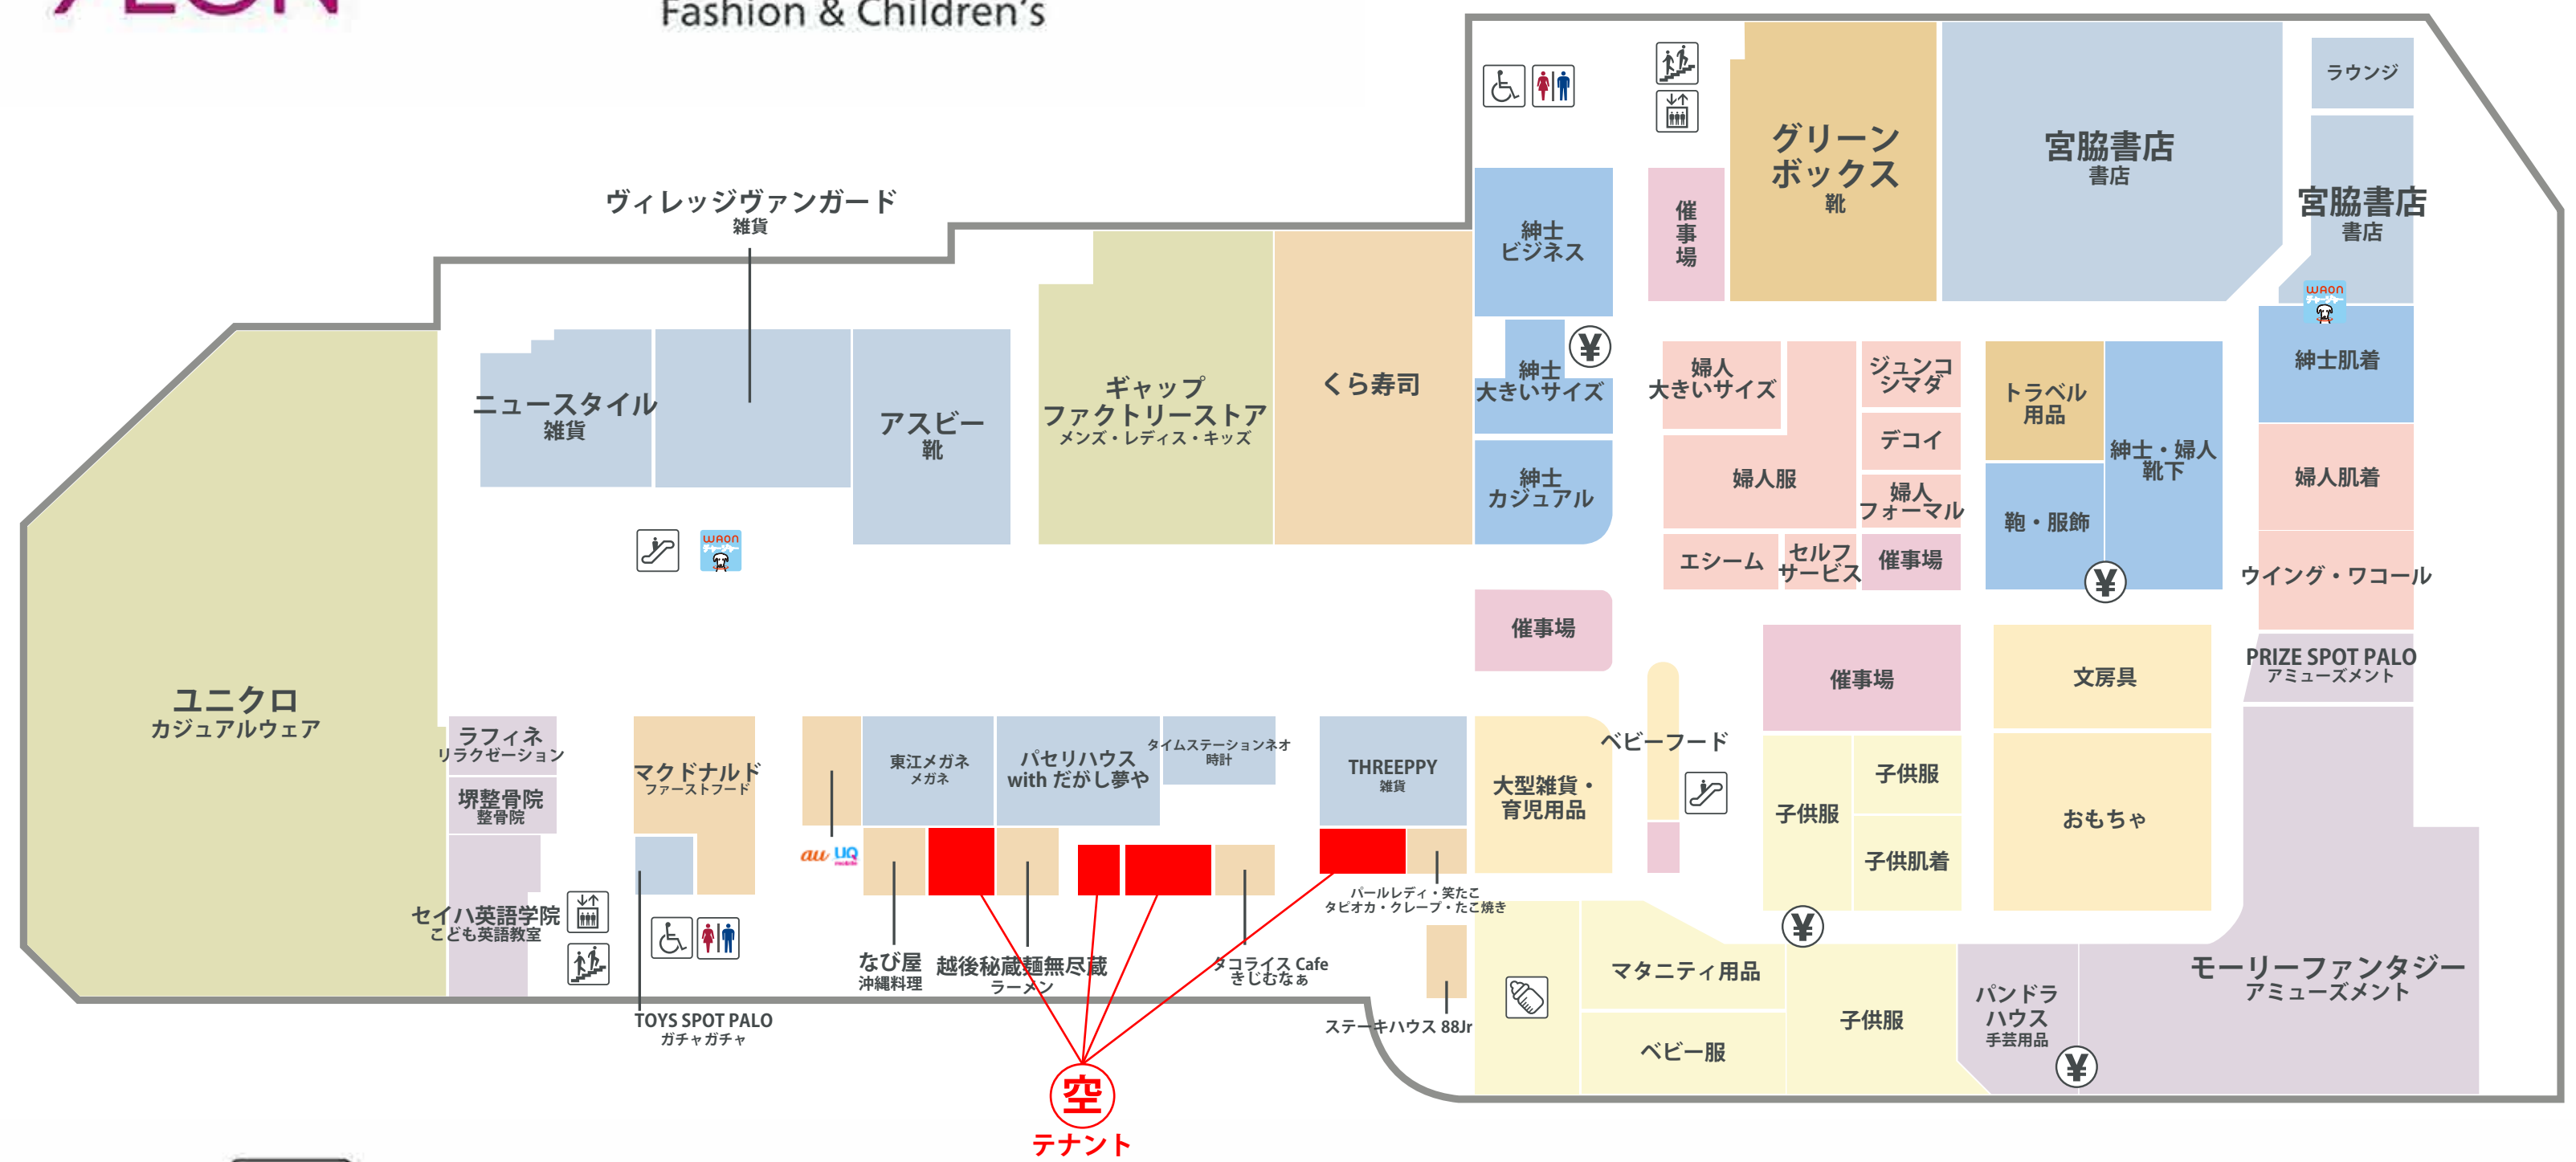 ÆON
Fashion & Children's
ラウンジ
グリーン
ボックス
靴
宮脇書店
書店
宮脇書店
書店
ヴィレッジヴァンガード
雑貨
紳士
ビジネス
催事場
WAON
チャージャー
ニュースタイル
雑貨
アスビー
靴
ギャップ
ファクトリーストア
メンズ・レディス・キッズ
くら寿司
¥
紳士
大きいサイズ
紳士
カジュアル
婦人
大きいサイズ
ジュンコ
シマダ
デコイ
婦人服
婦人
フォーマル
エシーム
セルフ
サービス
催事場
トラベル
用品
紳士・婦人
靴下
鞄・服飾
¥
紳士肌着
婦人肌着
ウイング・ワコール
WAON
チャージャー
催事場
催事場
文房具
PRIZE SPOT PALO
アミューズメント
ユニクロ
カジュアルウェア
ラフィネ
リラクゼーション
堺整骨院
整骨院
セイハ英語学院
こども英語教室
マクドナルド
ファーストフード
東江メガネ
メガネ
パセリハウス
with だがし夢や
タイムステーションネオ
時計
THREEPPY
雑貨
大型雑貨・
育児用品
ベビーフード
子供服
子供服
子供肌着
おもちゃ
au UQ
mobile
パールレディ・笑たこ
タピオカ・クレープ・たこ焼き
なび屋
沖縄料理
越後秘蔵麺無尽蔵
ラーメン
タコライス Cafe
きじむなぁ
¥
マタニティ用品
ベビー服
子供服
パンドラ
ハウス
手芸用品
¥
モーリーファンタジー
アミューズメント
TOYS SPOT PALO
ガチャガチャ
ステーキハウス 88Jr
空
テナント